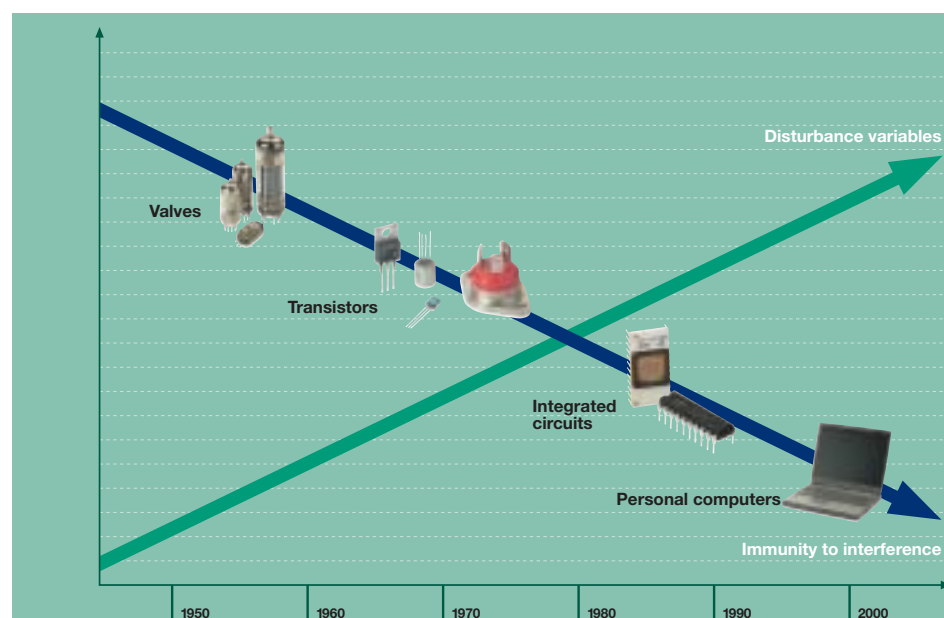 Disturbance variables
Valves
Transistors
Integrated
circuits
Personal computers
Immunity to interference
1950
1960
1970
1980
1990
2000